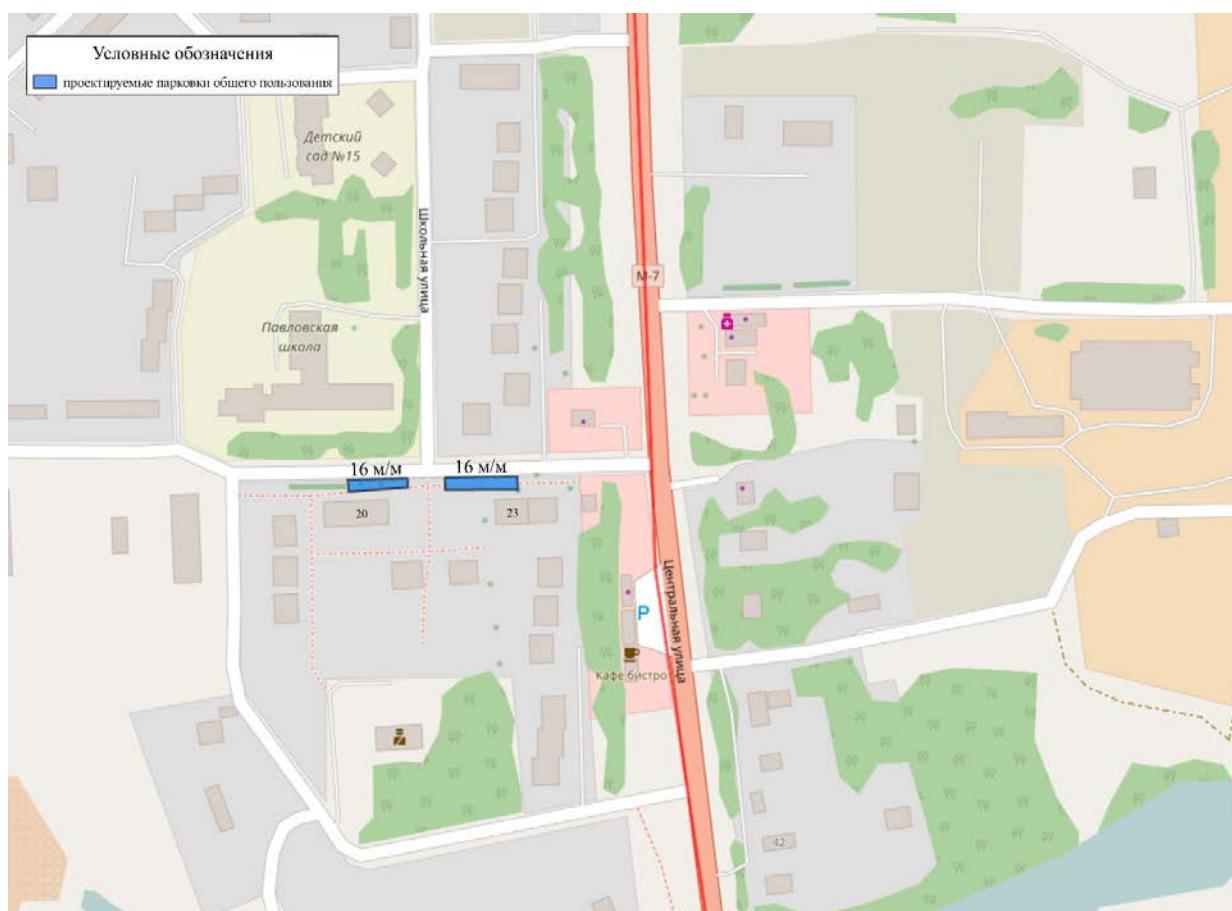 Условные обозначения
проектируемые парковки общего пользования
Детский
сад №15
Школьная улица
М-7
Павловская
школа
16 м/м
16 м/м
20
23
Центральная улица
P
Кафе бистро
42